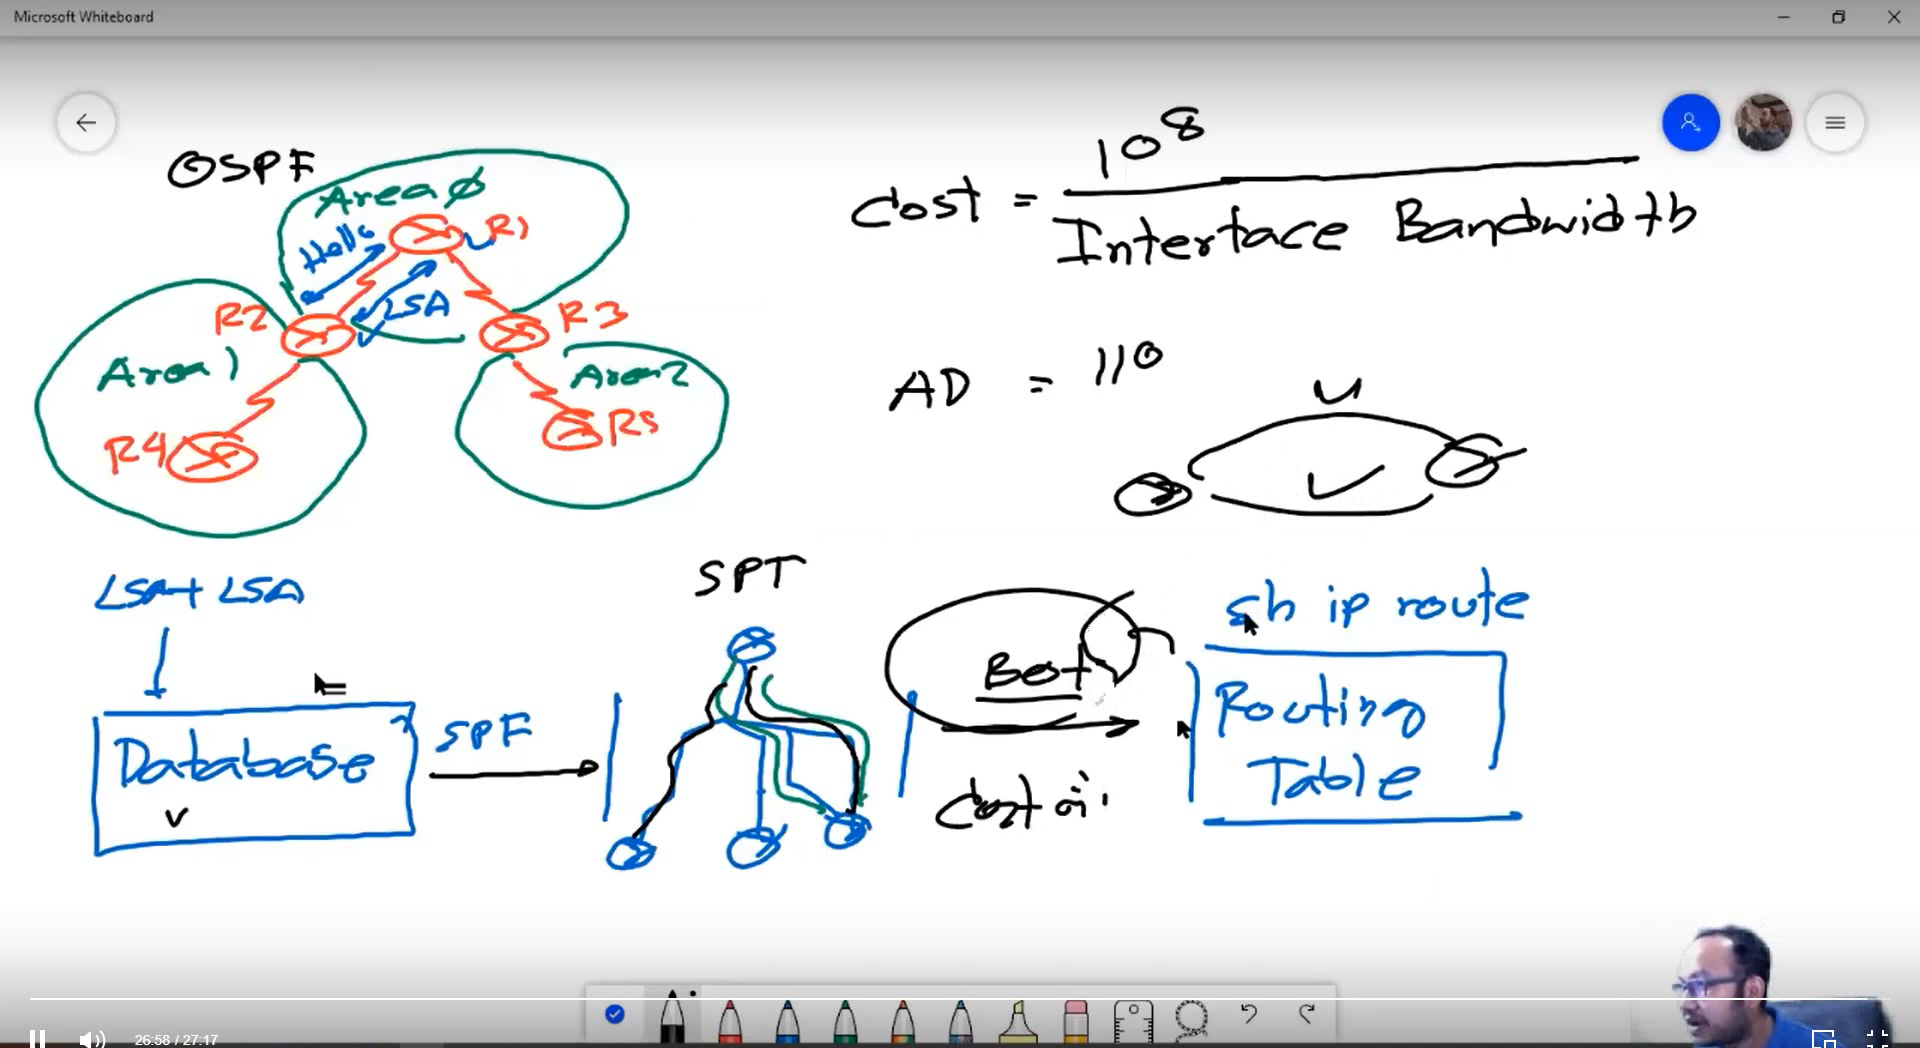 Microsoft Whiteboard
OSPF
Area 0
Hello
R1
LSA
R2
R3
Area 1
Area 2
R4
R5
Cost = 10^8
Interface Bandwidth
AD = 110
LSA + LSA
SPT
sh ip route
Best
Database
SPF
Routing
Table
Cost
26:58 / 27:17